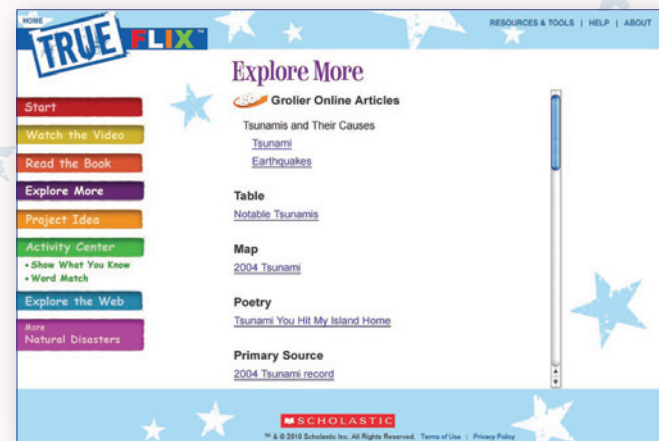 HOME
TRUE FLIX™
RESOURCES & TOOLS | HELP | ABOUT
Explore More
Start
Watch the Video
Read the Book
Explore More
Project Idea
Activity Center
• Show What You Know
• Word Match
Explore the Web
More
Natural Disasters
Grolier Online Articles
Tsunamis and Their Causes
Tsunami
Earthquakes
Table
Notable Tsunamis
Map
2004 Tsunami
Poetry
Tsunami You Hit My Island Home
Primary Source
2004 Tsunami record
SCHOLASTIC
™ & © 2010 Scholastic Inc. All Rights Reserved. Terms of Use | Privacy Policy